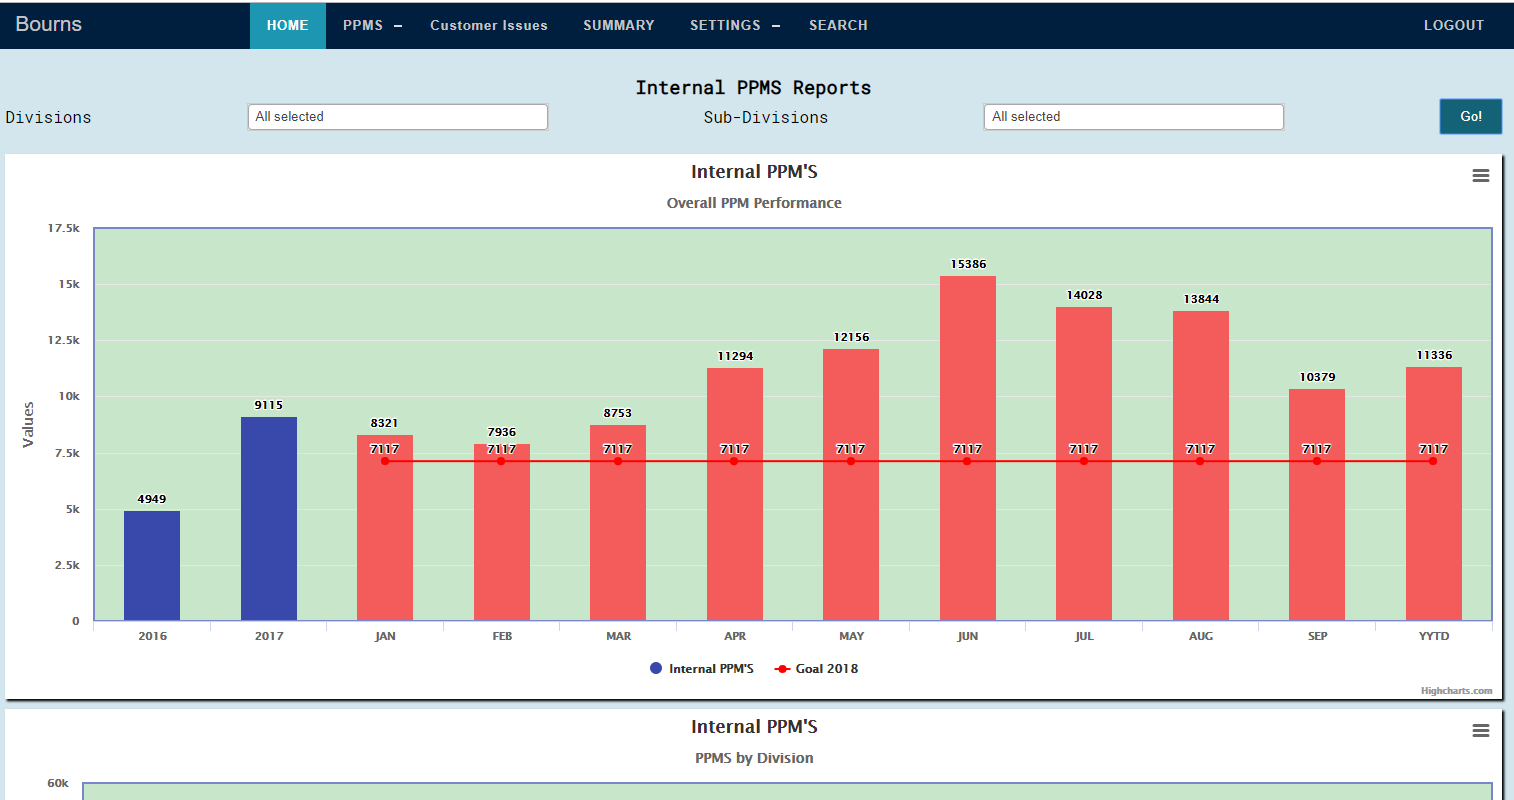 Bourns HOME PPMS – Customer Issues SUMMARY SETTINGS – SEARCH LOGOUT
Internal PPMS Reports
Divisions All selected Sub-Divisions All selected Go!
Internal PPM'S
Overall PPM Performance
17.5k
15k
12.5k
10k
7.5k
5k
2.5k
0
Values
4949 9115 8321 7936 8753 11294 12156 15386 14028 13844 10379 11336
7117 7117 7117 7117 7117 7117 7117 7117 7117 7117
2016 2017 JAN FEB MAR APR MAY JUN JUL AUG SEP YYTD
Internal PPM'S Goal 2018
Highcharts.com
Internal PPM'S
PPMS by Division
60k